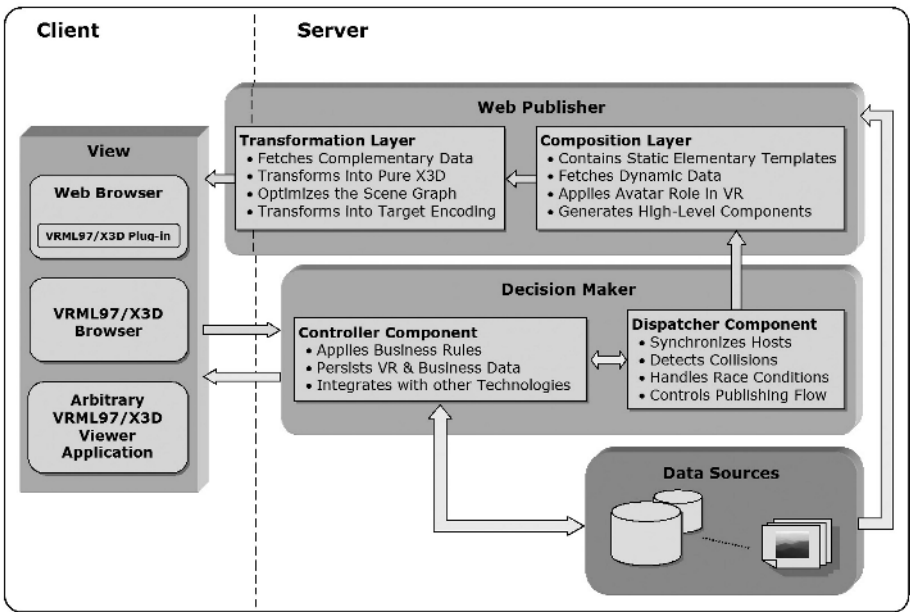 Client
Server
Web Publisher
Transformation Layer
• Fetches Complementary Data
• Transforms Into Pure X3D
• Optimizes the Scene Graph
• Transforms Into Target Encoding
Composition Layer
• Contains Static Elementary Templates
• Fetches Dynamic Data
• Applies Avatar Role in VR
• Generates High-Level Components
View
Web Browser
VRML97/X3D Plug-in
VRML97/X3D
Browser
Arbitrary
VRML97/X3D
Viewer
Application
Decision Maker
Controller Component
• Applies Business Rules
• Persists VR & Business Data
• Integrates with other Technologies
Dispatcher Component
• Synchronizes Hosts
• Detects Collisions
• Handles Race Conditions
• Controls Publishing Flow
Data Sources